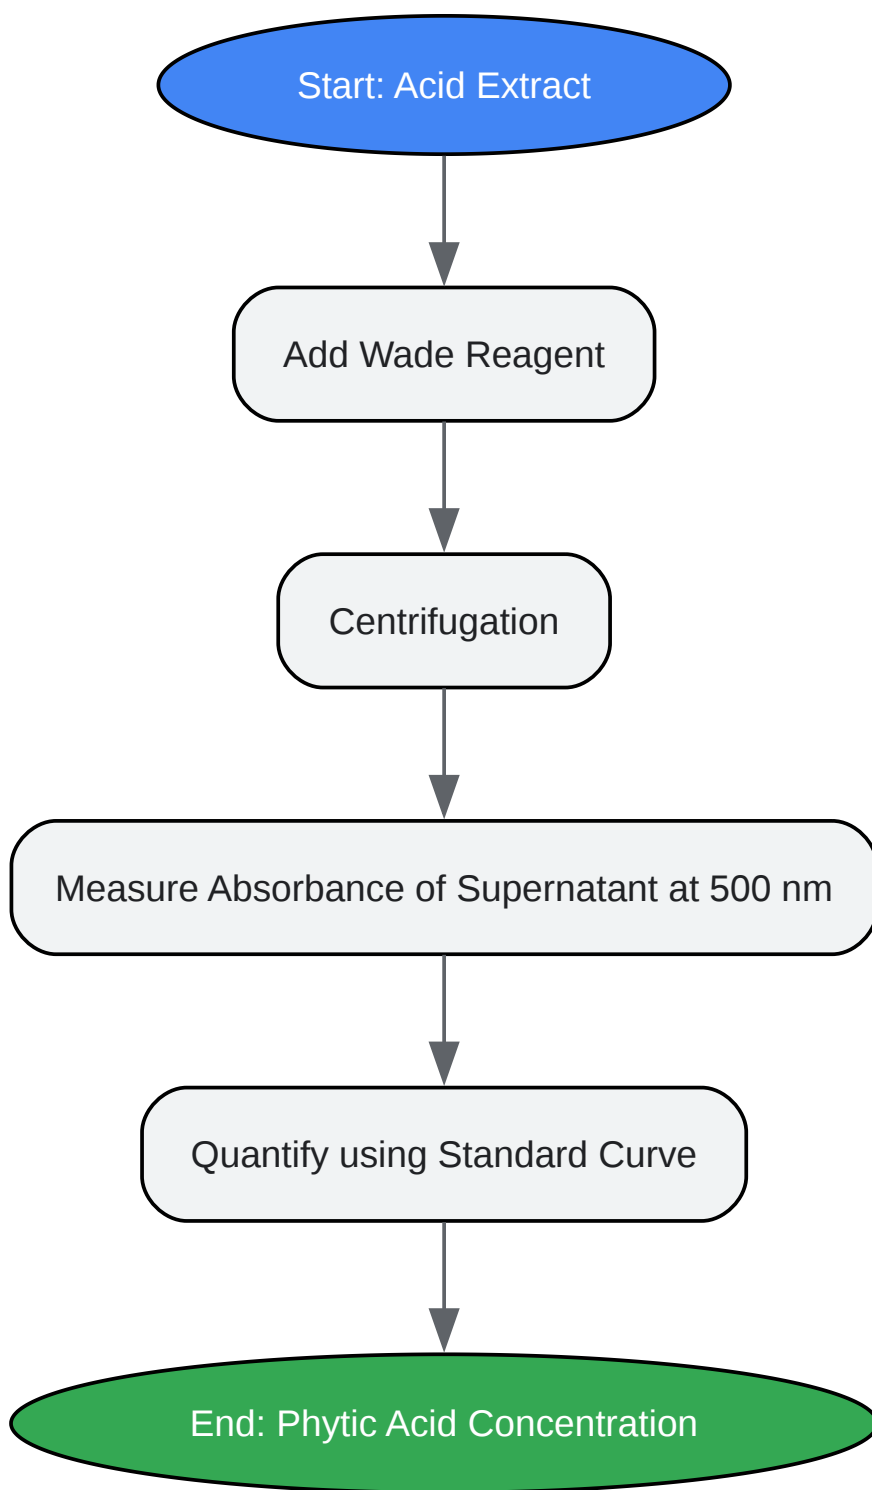 Start: Acid Extract
Add Wade Reagent
Centrifugation
Measure Absorbance of Supernatant at 500 nm
Quantify using Standard Curve
End: Phytic Acid Concentration